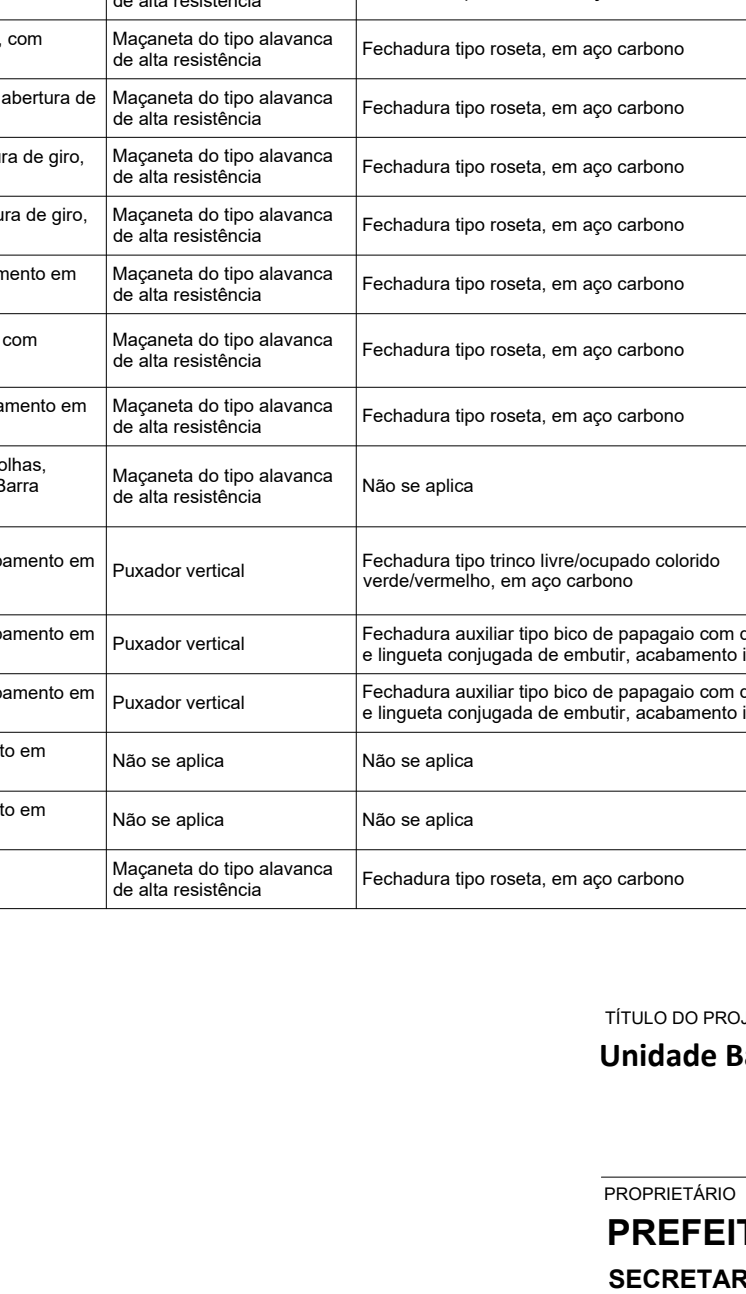 de alta resistência
, com
Maçaneta do tipo alavanca
de alta resistência
Fechadura tipo roseta, em aço carbono
abertura de
Maçaneta do tipo alavanca
de alta resistência
Fechadura tipo roseta, em aço carbono
ra de giro,
Maçaneta do tipo alavanca
de alta resistência
Fechadura tipo roseta, em aço carbono
ura de giro,
Maçaneta do tipo alavanca
de alta resistência
Fechadura tipo roseta, em aço carbono
mento em
Maçaneta do tipo alavanca
de alta resistência
Fechadura tipo roseta, em aço carbono
com
Maçaneta do tipo alavanca
de alta resistência
Fechadura tipo roseta, em aço carbono
amento em
Maçaneta do tipo alavanca
de alta resistência
Fechadura tipo roseta, em aço carbono
olhas,
Barra
Maçaneta do tipo alavanca
de alta resistência
Não se aplica
bamento em
Puxador vertical
Fechadura tipo trinco livre/ocupado colorido
verde/vermelho, em aço carbono
bamento em
Puxador vertical
Fechadura auxiliar tipo bico de papagaio com
e lingueta conjugada de embutir, acabamento
bamento em
Puxador vertical
Fechadura auxiliar tipo bico de papagaio com
e lingueta conjugada de embutir, acabamento
to em
Não se aplica
Não se aplica
to em
Não se aplica
Não se aplica
Maçaneta do tipo alavanca
de alta resistência
Fechadura tipo roseta, em aço carbono
TÍTULO DO PROJ
Unidade Ba
PROPRIETÁRIO
PREFEIT
SECRETAR